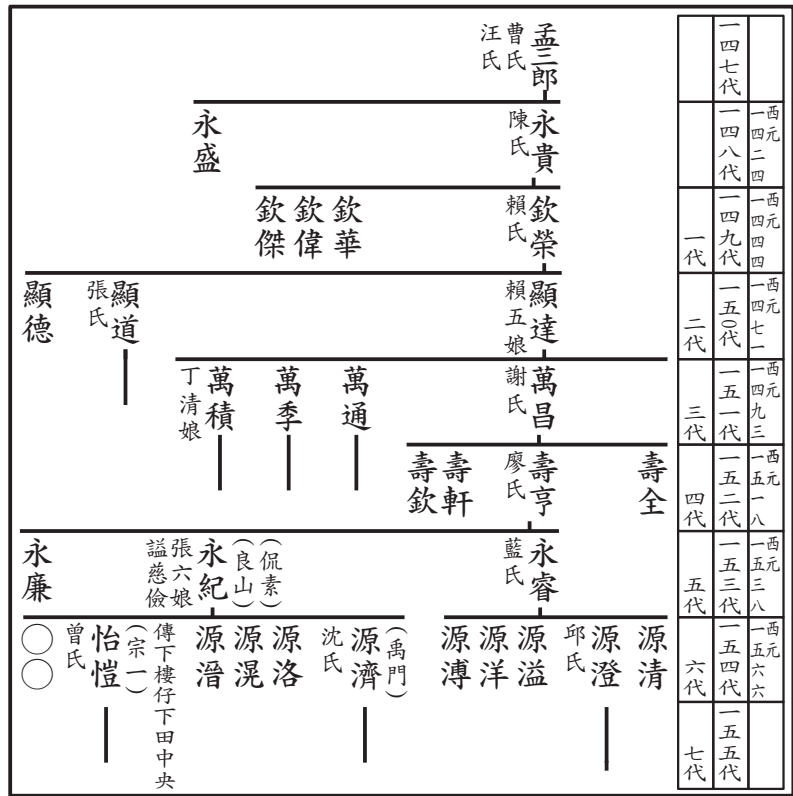 西元一四二四
西元一四四四
西元一四七一
西元一四九三
西元一五一八
西元一五三八
西元一五六六
一四七代
一四八代
一四九代
一五〇代
一五一代
一五二代
一五三代
一五四代
一五五代
一代
二代
三代
四代
五代
六代
七代
孟三郎
曹氏
汪氏
永貴
陳氏
永盛
欽榮
賴氏
欽華
欽偉
欽傑
顯達
賴五娘
顯道
張氏
顯德
萬昌
謝氏
萬通
萬季
萬積
丁清娘
壽全
壽亨
廖氏
壽軒
壽欽
永睿
藍氏
(侃素)
(良山)
永紀
張六娘
謚慈儉
永廉
源清
源澄
邱氏
源溢
源洋
源溥
(禹門)
源濟
沈氏
源洛
源滉
源溍
傳下樓仔下田中央
(宗一)
怡愷
曾氏
〇〇